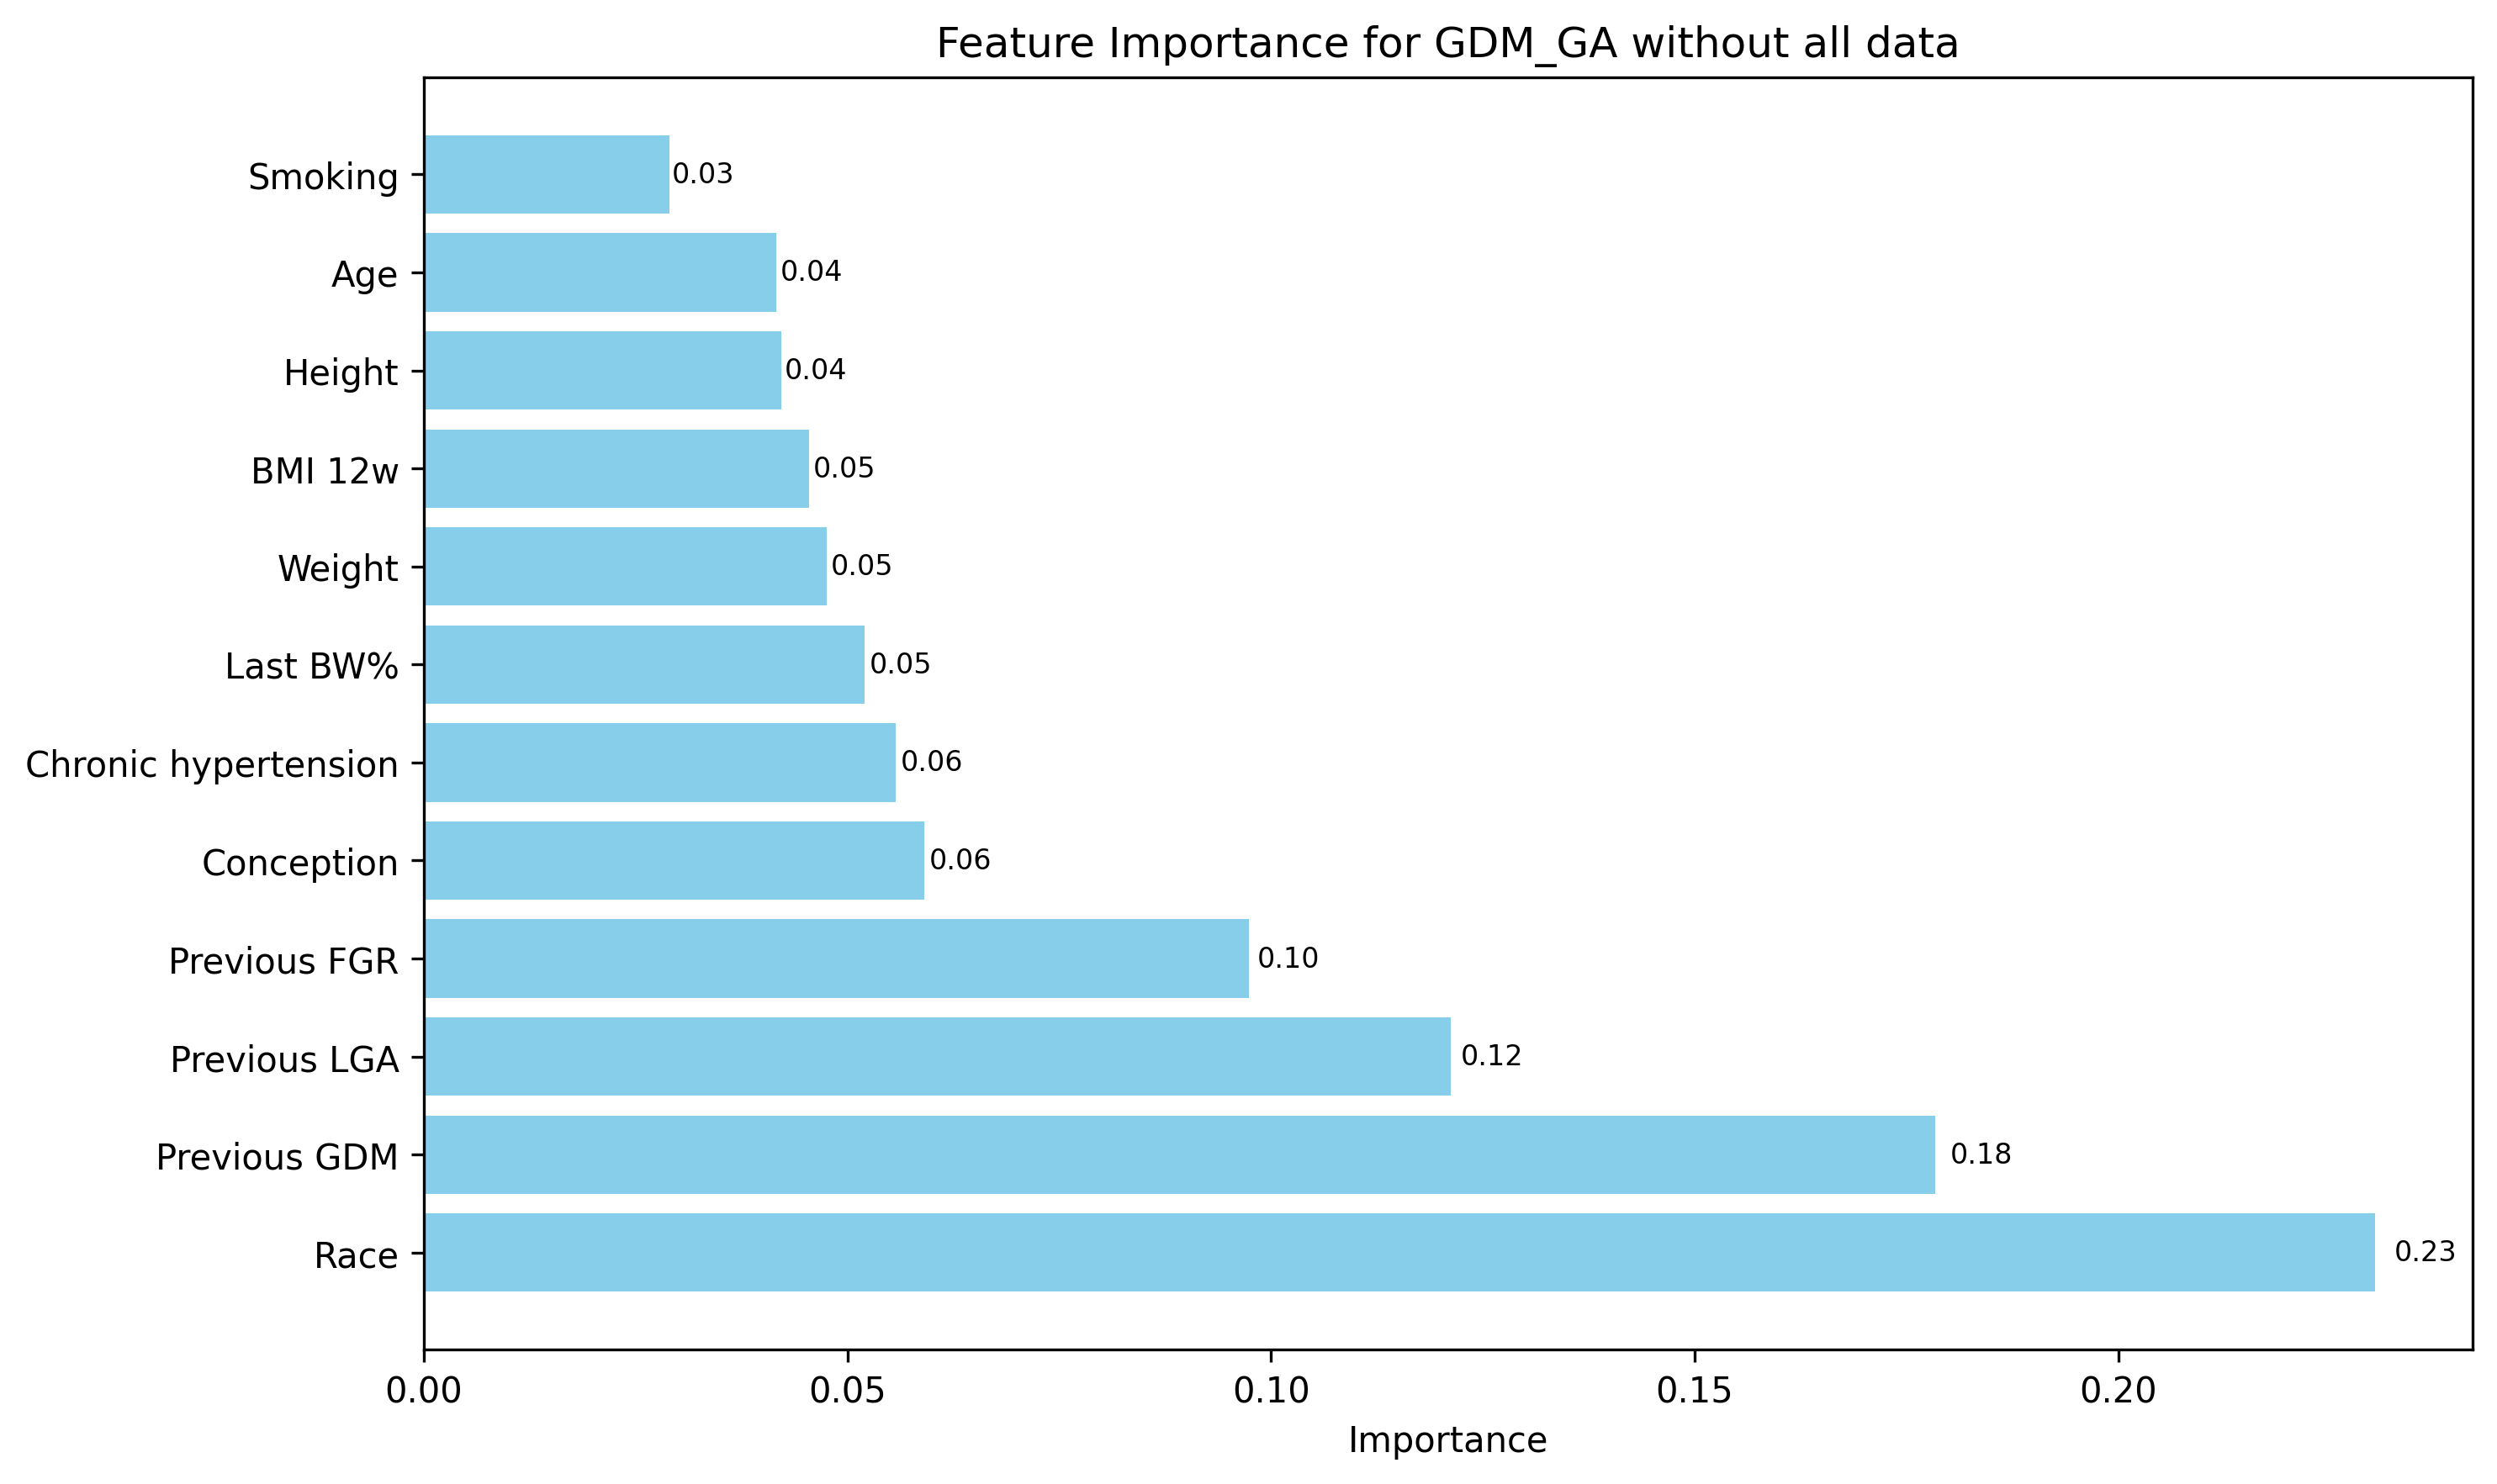 Feature Importance for GDM_GA without all data
Smoking 0.03
Age 0.04
Height 0.04
BMI 12w 0.05
Weight 0.05
Last BW% 0.05
Chronic hypertension 0.06
Conception 0.06
Previous FGR 0.10
Previous LGA 0.12
Previous GDM 0.18
Race 0.23
0.00 0.05 0.10 0.15 0.20
Importance